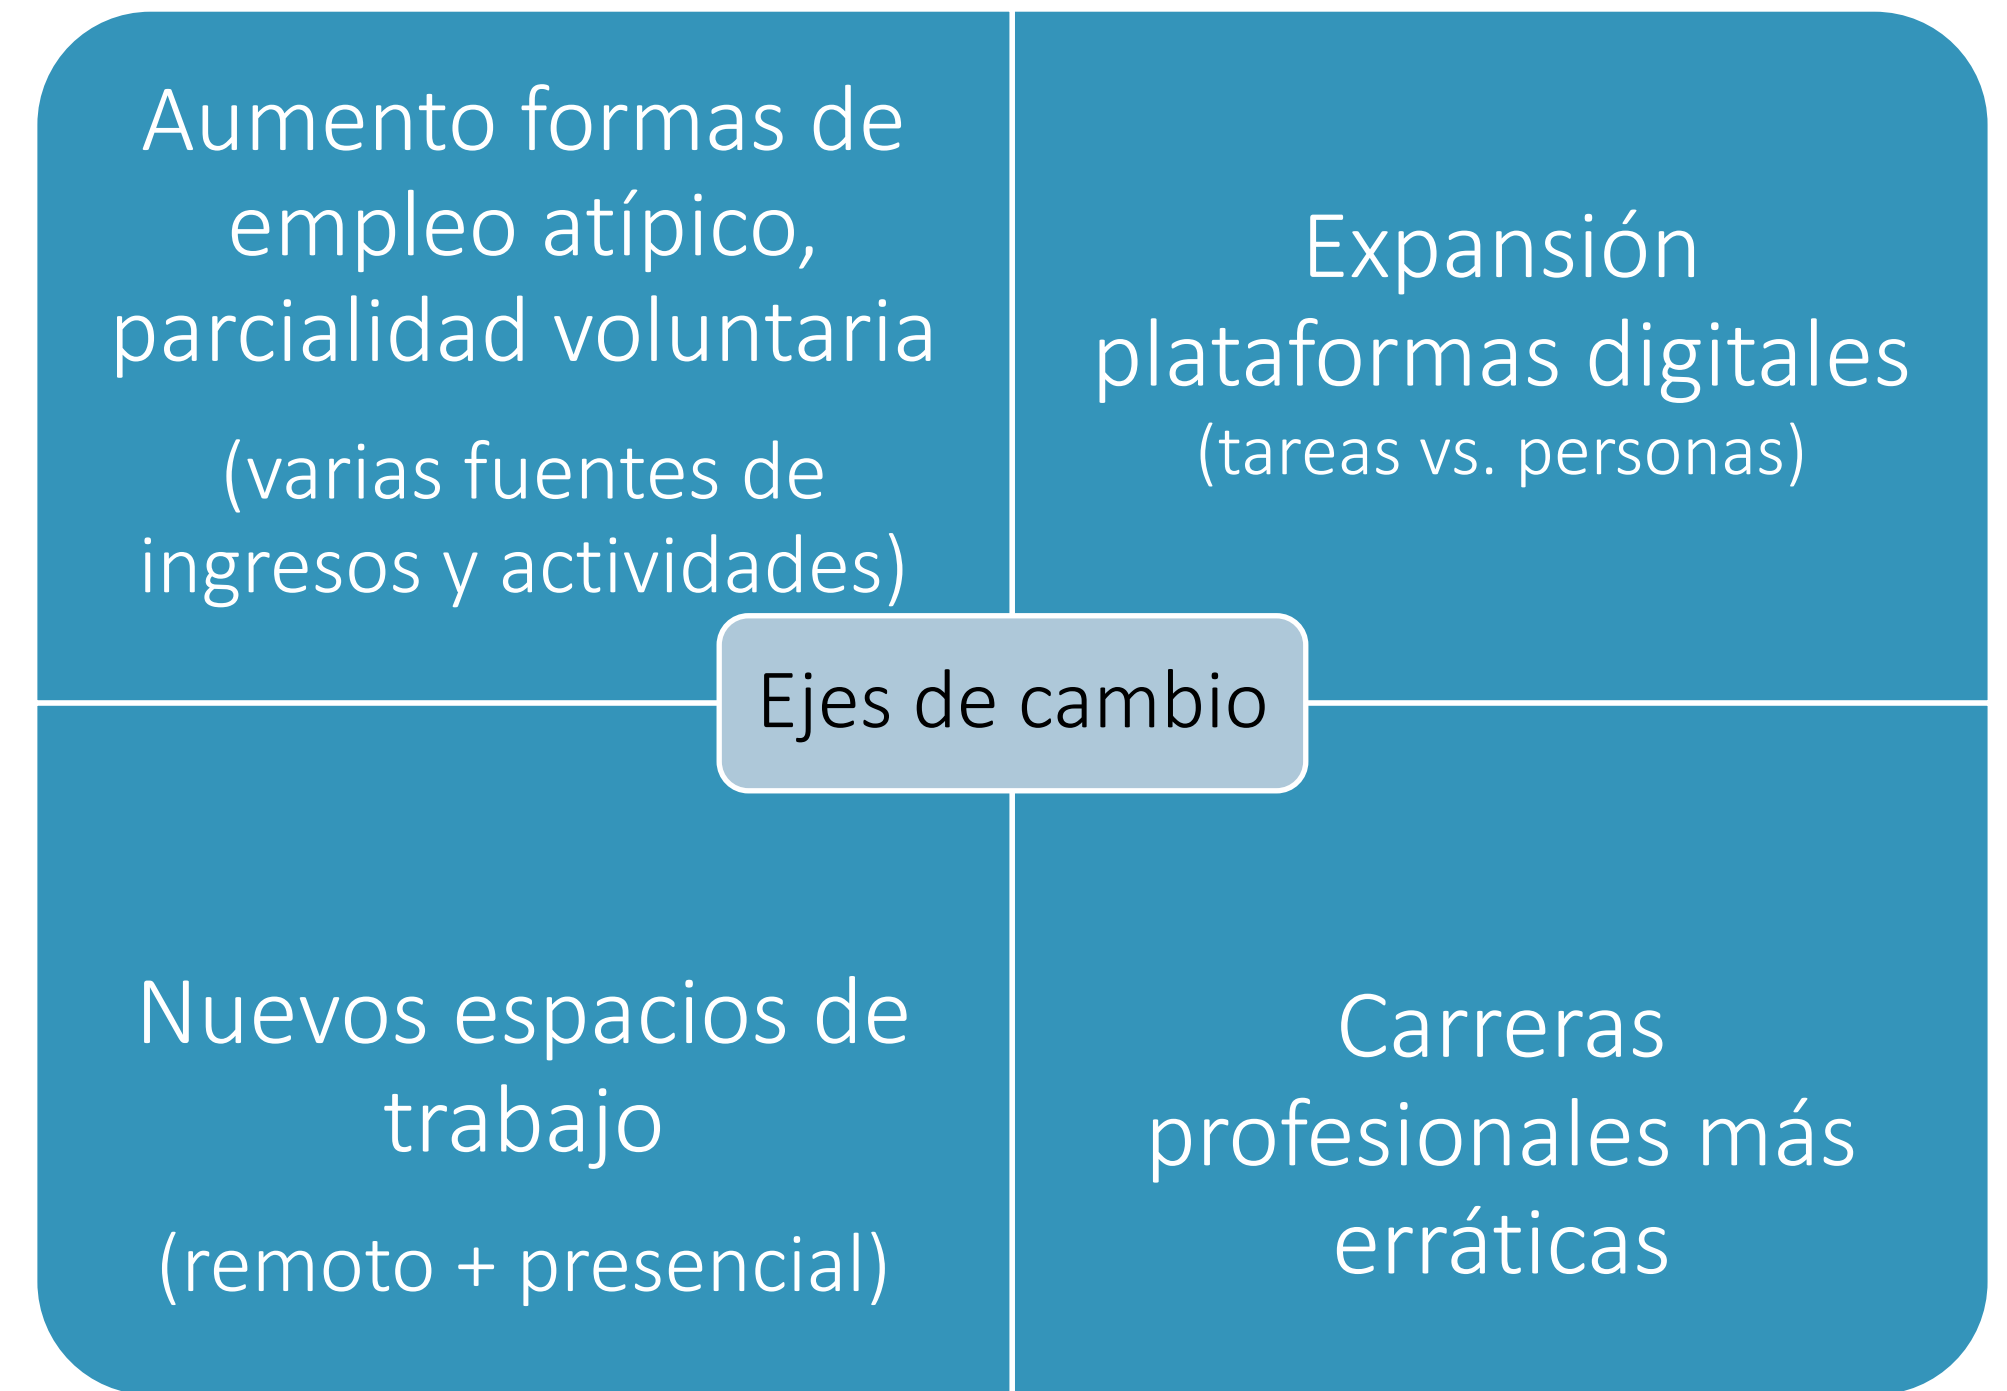 Aumento formas de
empleo atípico,
parcialidad voluntaria
(varias fuentes de
ingresos y actividades)
Expansión
plataformas digitales
(tareas vs. personas)
Ejes de cambio
Nuevos espacios de
trabajo
(remoto + presencial)
Carreras
profesionales más
erráticas